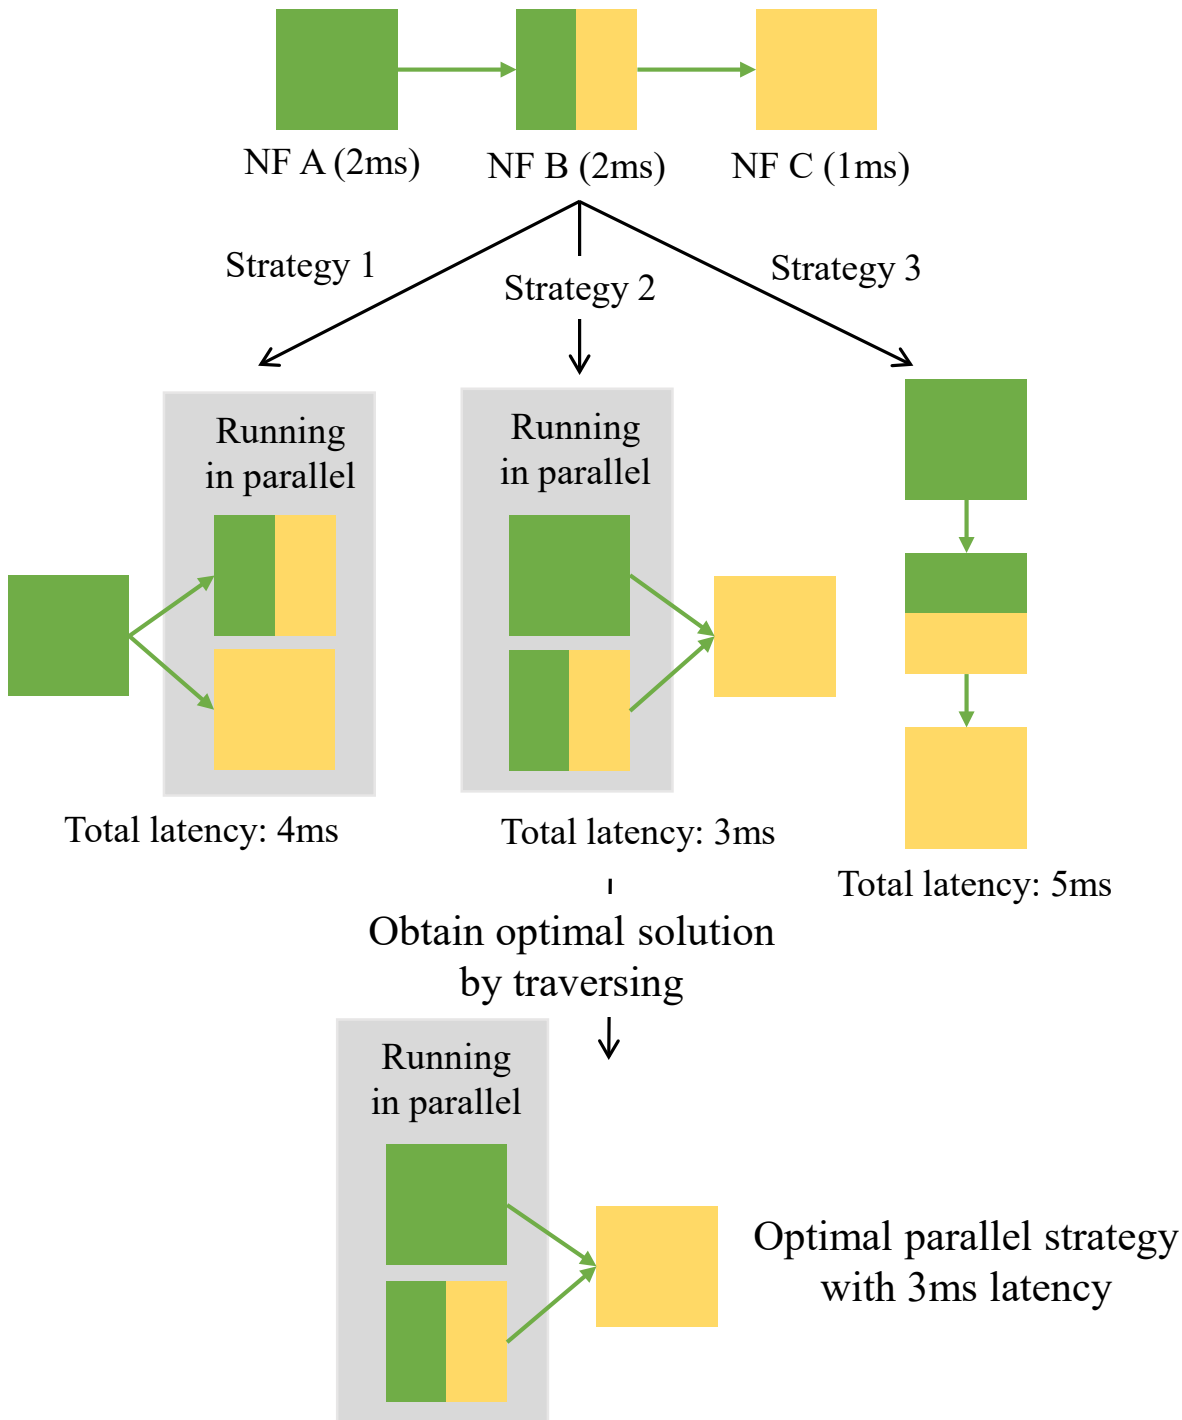 NF A (2ms)
NF B (2ms)
NF C (1ms)
Strategy 1
Strategy 2
Strategy 3
Running
in parallel
Running
in parallel
Total latency: 4ms
Total latency: 3ms
Total latency: 5ms
Obtain optimal solution
by traversing
Running
in parallel
Optimal parallel strategy
with 3ms latency